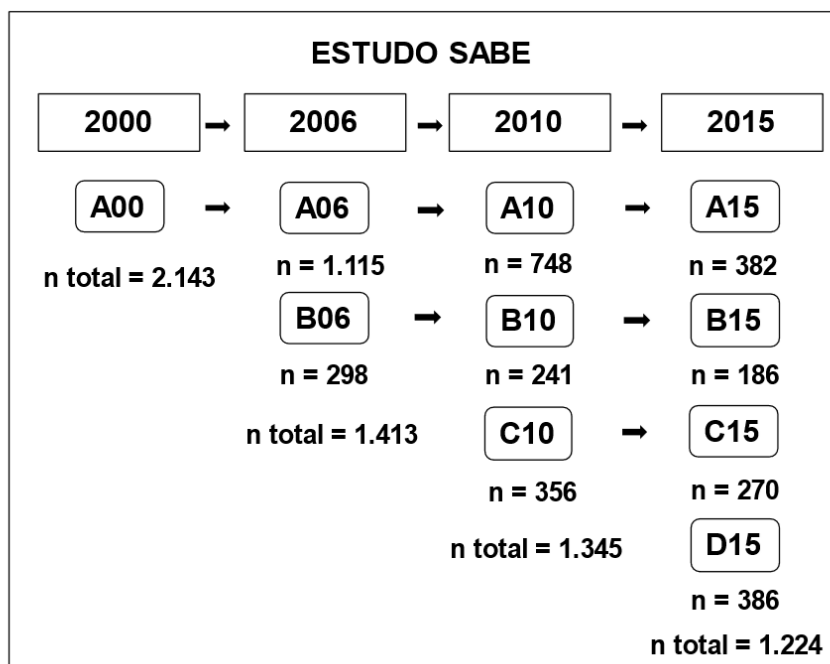 ESTUDO SABE
2000 → 2006 → 2010 → 2015
A00 → A06 → A10 → A15
n total = 2.143 n = 1.115 n = 748 n = 382
B06 → B10 → B15
n = 298 n = 241 n = 186
n total = 1.413 C10 → C15
n = 356 n = 270
n total = 1.345 D15
n = 386
n total = 1.224